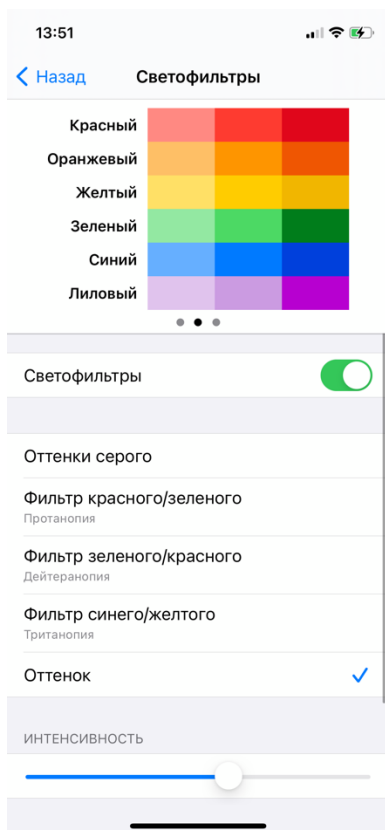 13:51
Назад
Светофильтры
Красный
Оранжевый
Желтый
Зеленый
Синий
Лиловый
Светофильтры
Оттенки серого
Фильтр красного/зеленого
Протанопия
Фильтр зеленого/красного
Дейтеранопия
Фильтр синего/желтого
Тританопия
Оттенок
ИНТЕНСИВНОСТЬ